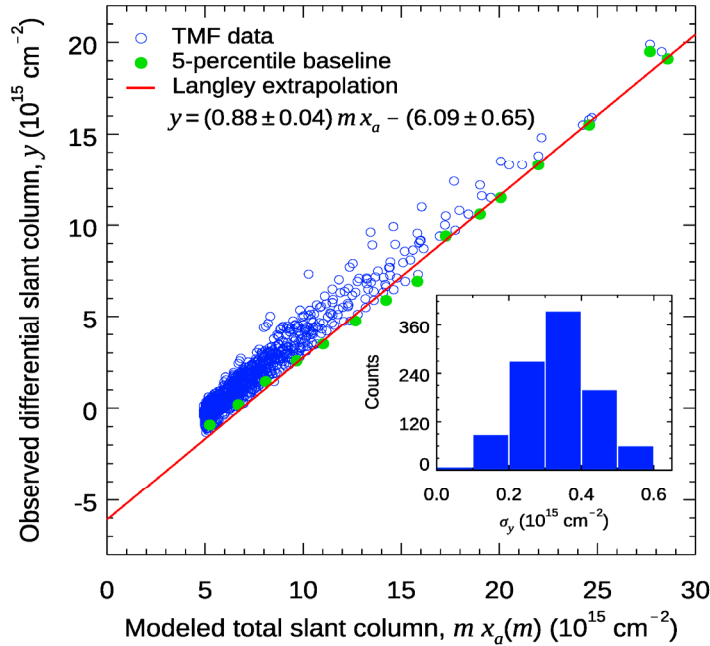 TMF data
5-percentile baseline
Langley extrapolation
y = (0.88 ± 0.04) m xₐ − (6.09 ± 0.65)
Observed differential slant column, y (10¹⁵ cm⁻²)
20
15
10
5
0
-5
Counts
360
240
120
0
0.0 0.2 0.4 0.6
σy (10¹⁵ cm⁻²)
0 5 10 15 20 25 30
Modeled total slant column, m xₐ(m) (10¹⁵ cm⁻²)